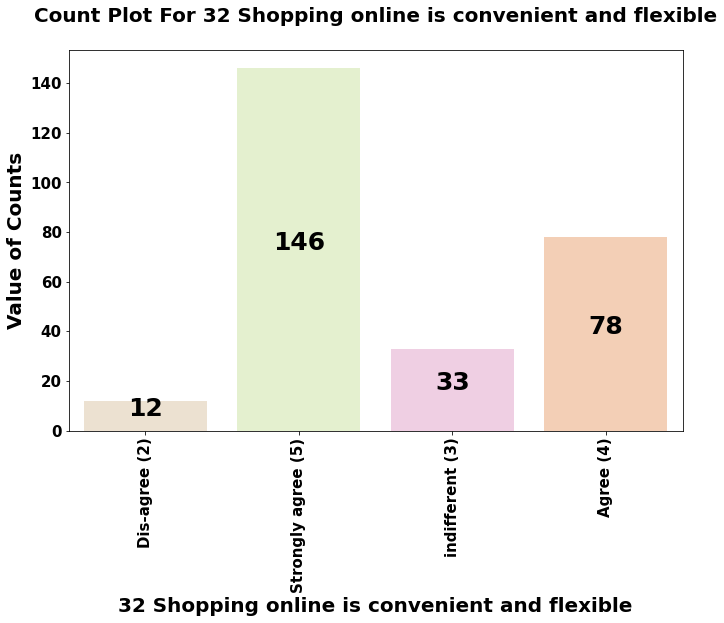 Count Plot For 32 Shopping online is convenient and flexible
Value of Counts
140
120
100
80
60
40
20
0
12
146
33
78
Dis-agree (2)
Strongly agree (5)
indifferent (3)
Agree (4)
32 Shopping online is convenient and flexible